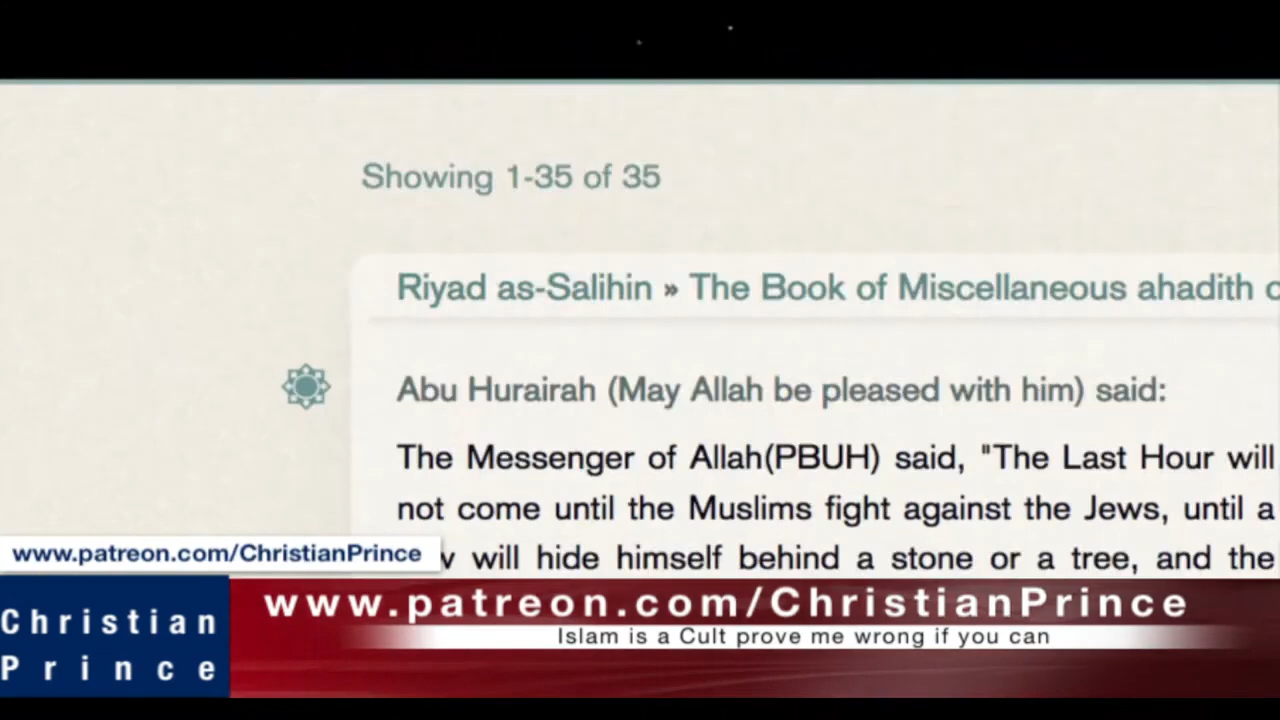 Showing 1-35 of 35
Riyad as-Salihin » The Book of Miscellaneous ahadith
Abu Hurairah (May Allah be pleased with him) said:
The Messenger of Allah(PBUH) said, "The Last Hour will
not come until the Muslims fight against the Jews, until a
will hide himself behind a stone or a tree, and the
www.patreon.com/ChristianPrince
Christian
Prince
www.patreon.com/ChristianPrince
Islam is a Cult prove me wrong if you can